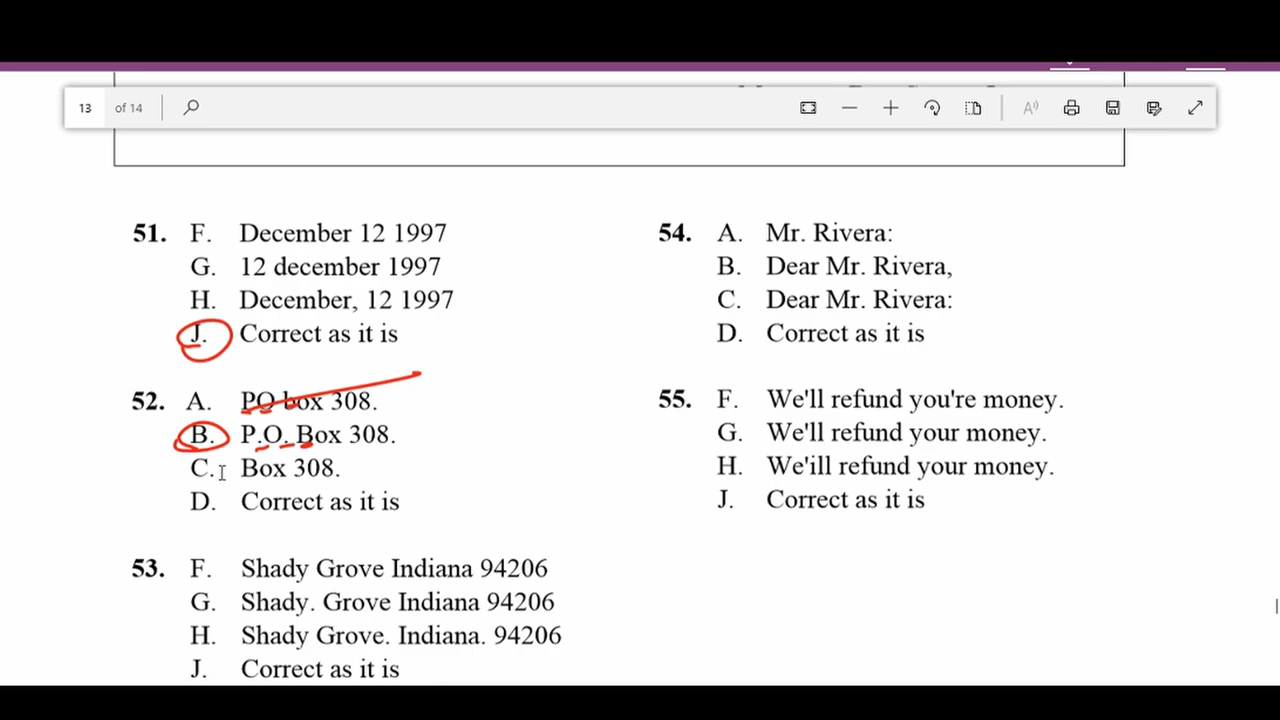 13 of 14
51. F. December 12 1997
G. 12 december 1997
H. December, 12 1997
J. Correct as it is
52. A. PO box 308.
B. P.O. Box 308.
C. Box 308.
D. Correct as it is
53. F. Shady Grove Indiana 94206
G. Shady. Grove Indiana 94206
H. Shady Grove. Indiana. 94206
J. Correct as it is
54. A. Mr. Rivera:
B. Dear Mr. Rivera,
C. Dear Mr. Rivera:
D. Correct as it is
55. F. We'll refund you're money.
G. We'll refund your money.
H. We'ill refund your money.
J. Correct as it is